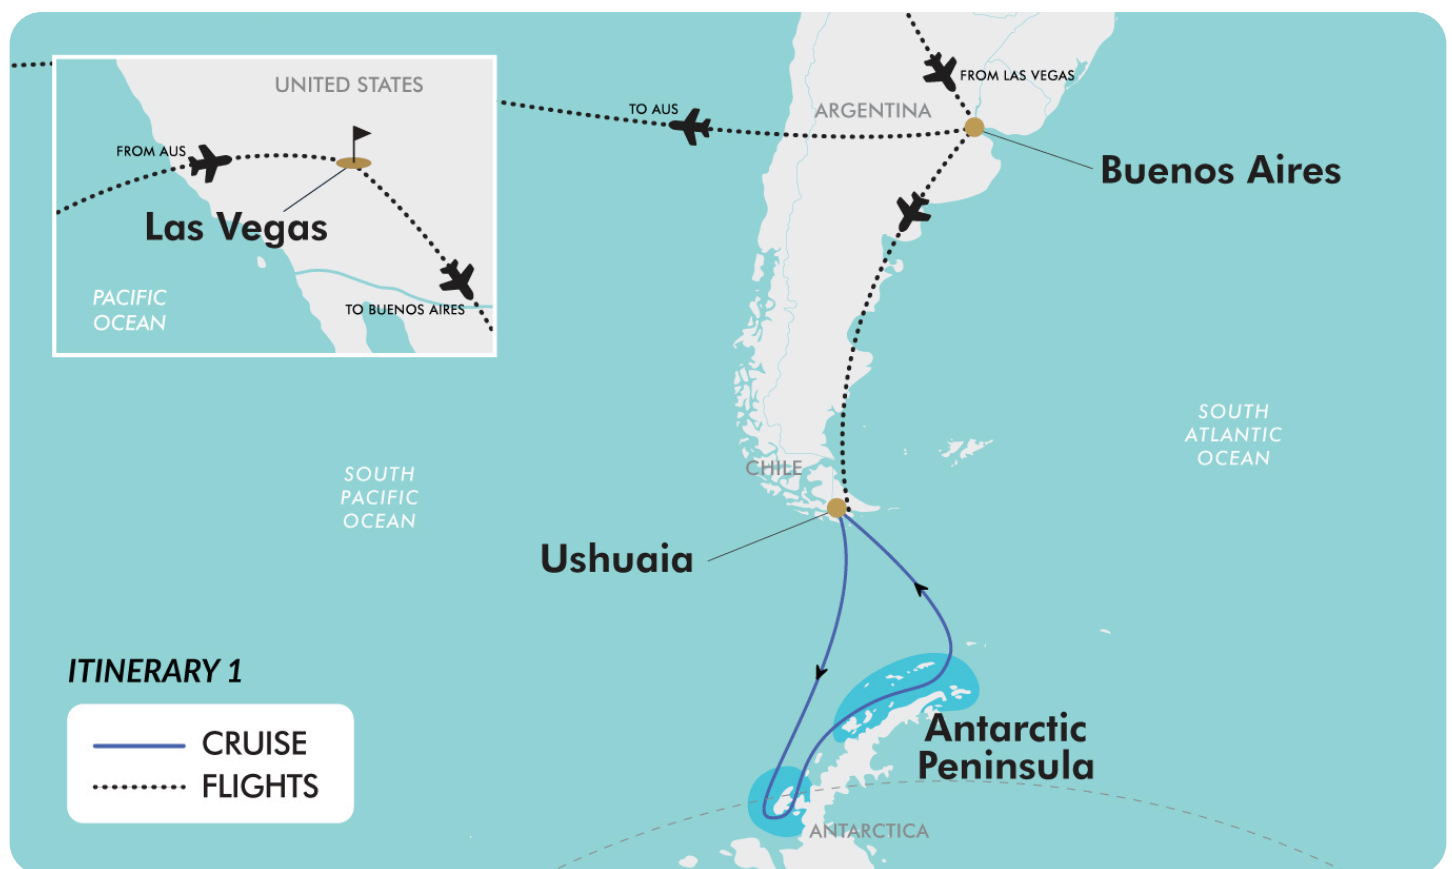 UNITED STATES
FROM AUS
Las Vegas
PACIFIC
OCEAN
TO BUENOS AIRES
TO AUS
ARGENTINA
FROM LAS VEGAS
Buenos Aires
SOUTH
ATLANTIC
OCEAN
CHILE
SOUTH
PACIFIC
OCEAN
Ushuaia
ITINERARY 1
CRUISE
FLIGHTS
Antarctic
Peninsula
ANTARCTICA